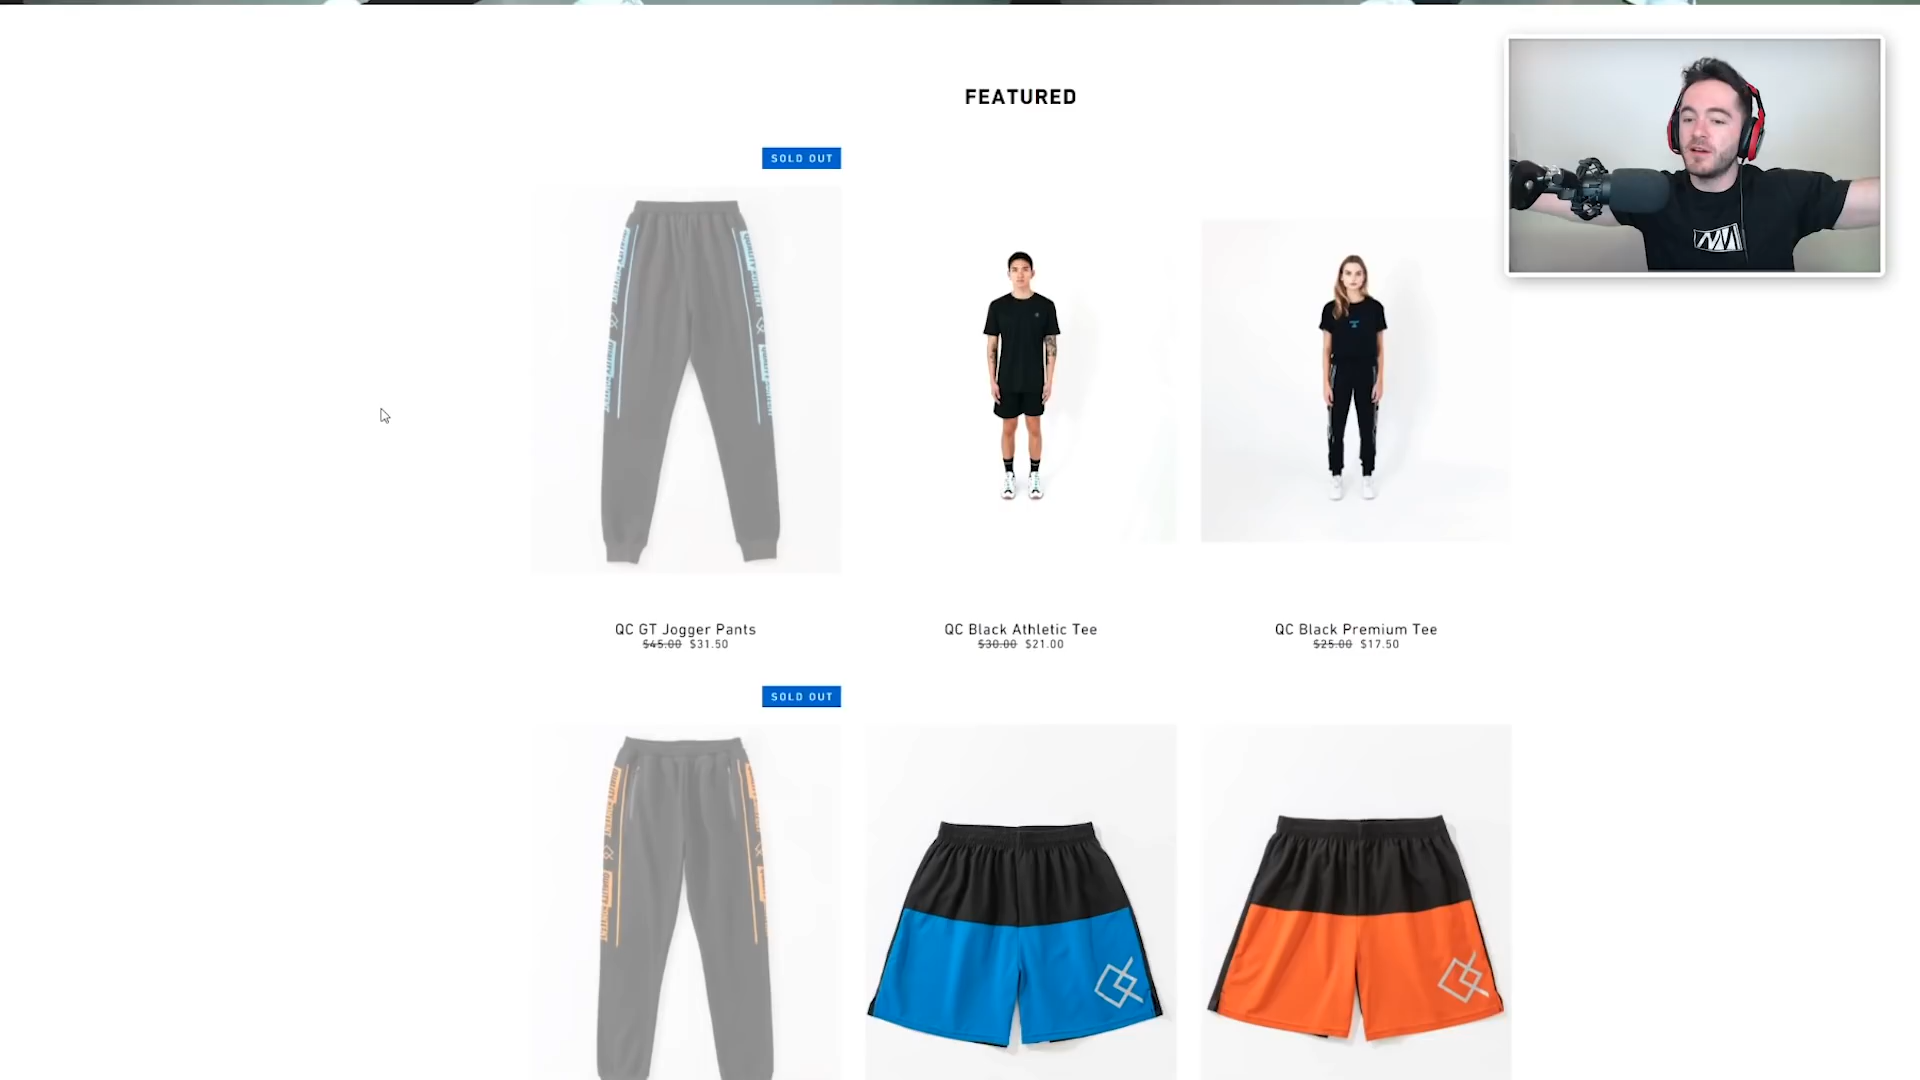 FEATURED
SOLD OUT
QC GT Jogger Pants
$45.00 $31.50
QC Black Athletic Tee
$30.00 $21.00
QC Black Premium Tee
$25.00 $17.50
SOLD OUT